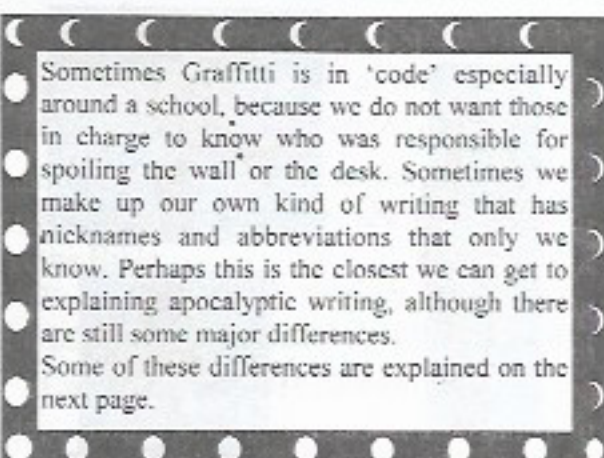 Sometimes Graffitti is in 'code' especially
around a school, because we do not want those
in charge to know who was responsible for
spoiling the wall or the desk. Sometimes we
make up our own kind of writing that has
nicknames and abbreviations that only we
know. Perhaps this is the closest we can get to
explaining apocalyptic writing, although there
are still some major differences.
Some of these differences are explained on the
next page.